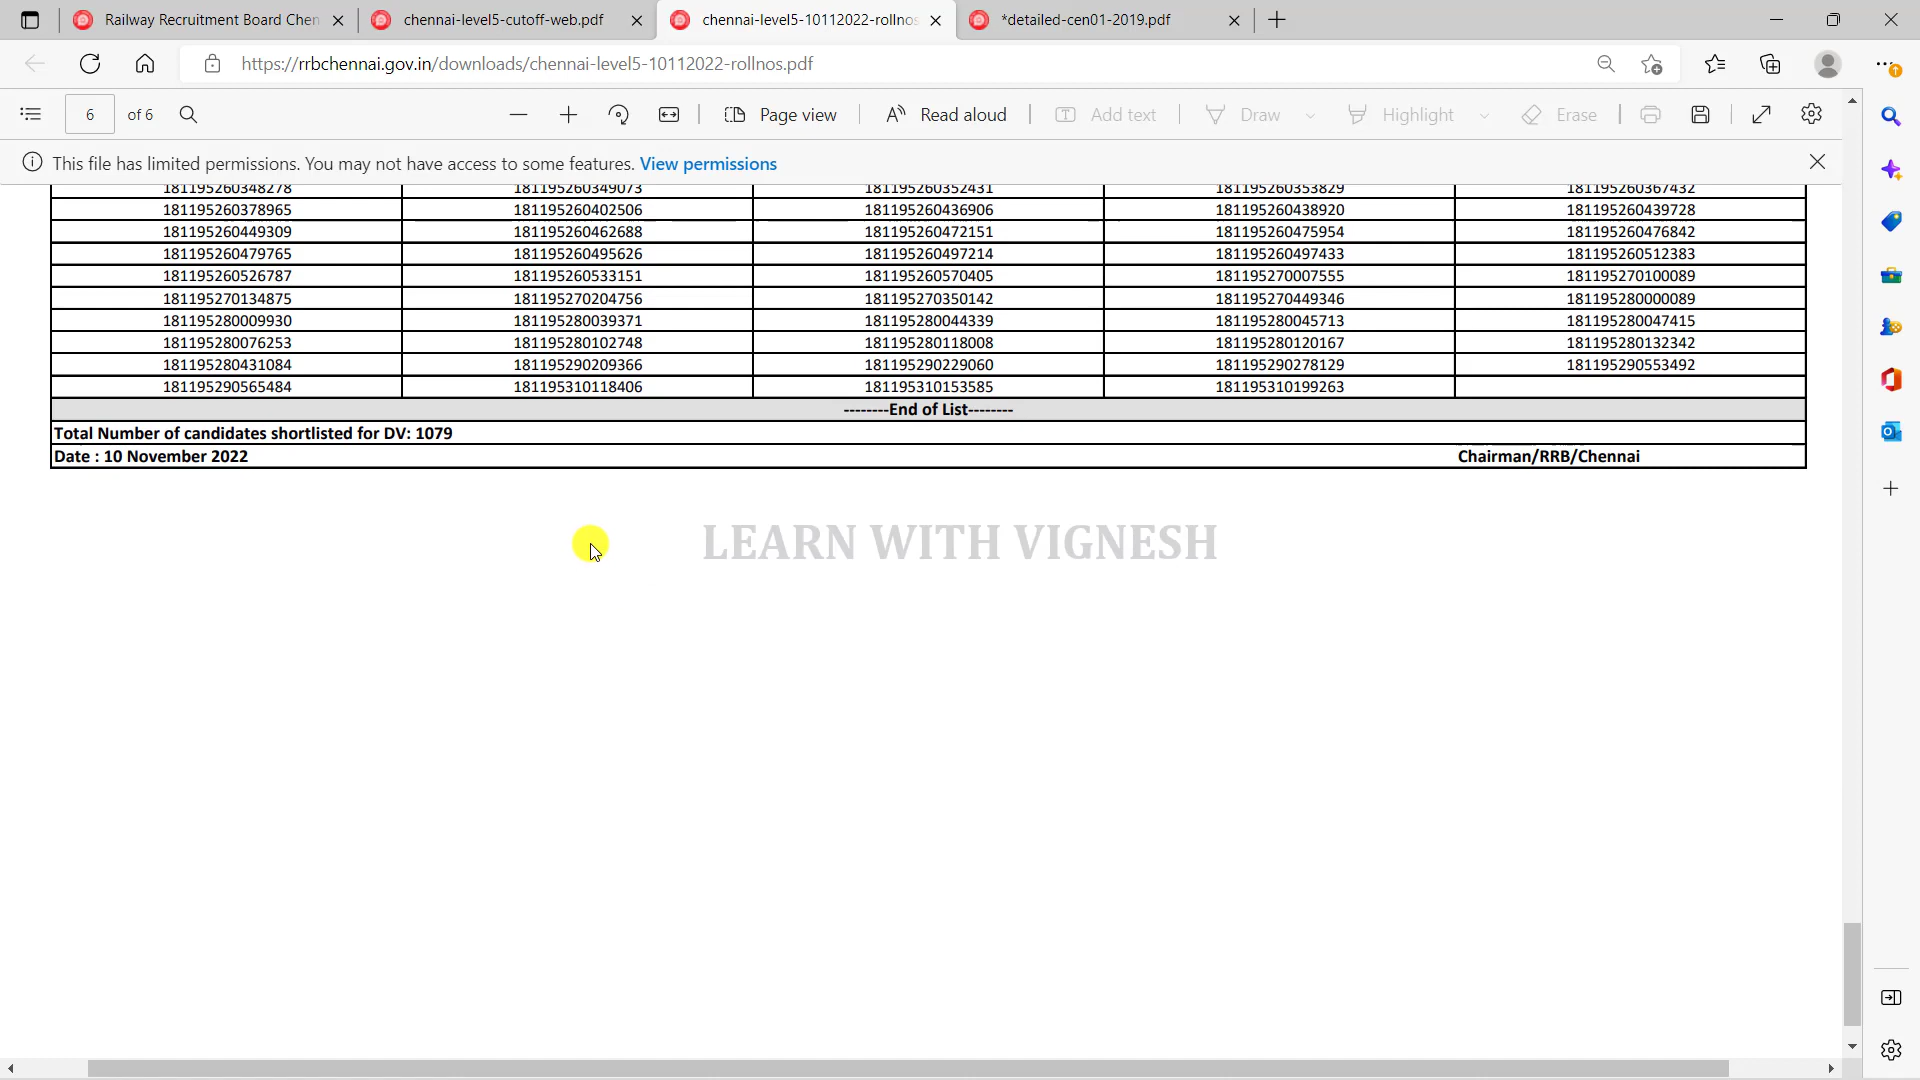 Railway Recruitment Board Chen
chennai-level5-cutoff-web.pdf
chennai-level5-10112022-rollnos
*detailed-cen01-2019.pdf
https://rrbchennai.gov.in/downloads/chennai-level5-10112022-rollnos.pdf
6 of 6 Page view Read aloud Add text Draw Highlight Erase
This file has limited permissions. You may not have access to some features. View permissions
181195260348278 181195260349073 181195260352431 181195260353829 181195260367432
181195260378965 181195260402506 181195260436906 181195260438920 181195260439728
181195260449309 181195260462688 181195260472151 181195260475954 181195260476842
181195260479765 181195260495626 181195260497214 181195260497433 181195260512383
181195260526787 181195260533151 181195260570405 181195270007555 181195270100089
181195270134875 181195270204756 181195270350142 181195270449346 181195280000089
181195280009930 181195280039371 181195280044339 181195280045713 181195280047415
181195280076253 181195280102748 181195280118008 181195280120167 181195280132342
181195280431084 181195290209366 181195290229060 181195290278129 181195290553492
181195290565484 181195310118406 181195310153585 181195310199263
--------End of List--------
Total Number of candidates shortlisted for DV: 1079
Date : 10 November 2022 Chairman/RRB/Chennai
LEARN WITH VIGNESH